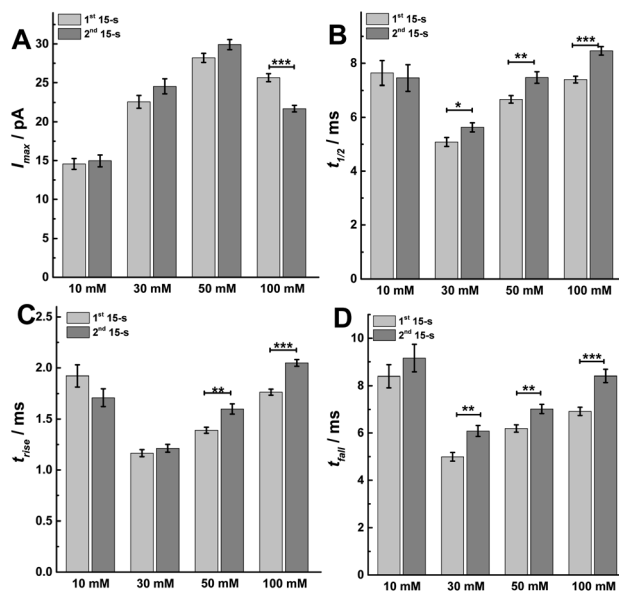 A
1st 15-s
2nd 15-s
***
Imax / pA
35
30
25
20
15
10
5
0
10 mM 30 mM 50 mM 100 mM
B
1st 15-s
2nd 15-s
*
**
***
t1/2 / ms
8
6
4
2
0
10 mM 30 mM 50 mM 100 mM
C
1st 15-s
2nd 15-s
**
***
trise / ms
2.5
2.0
1.5
1.0
0.5
0.0
10 mM 30 mM 50 mM 100 mM
D
1st 15-s
2nd 15-s
**
**
***
tfall / ms
10
8
6
4
2
0
10 mM 30 mM 50 mM 100 mM